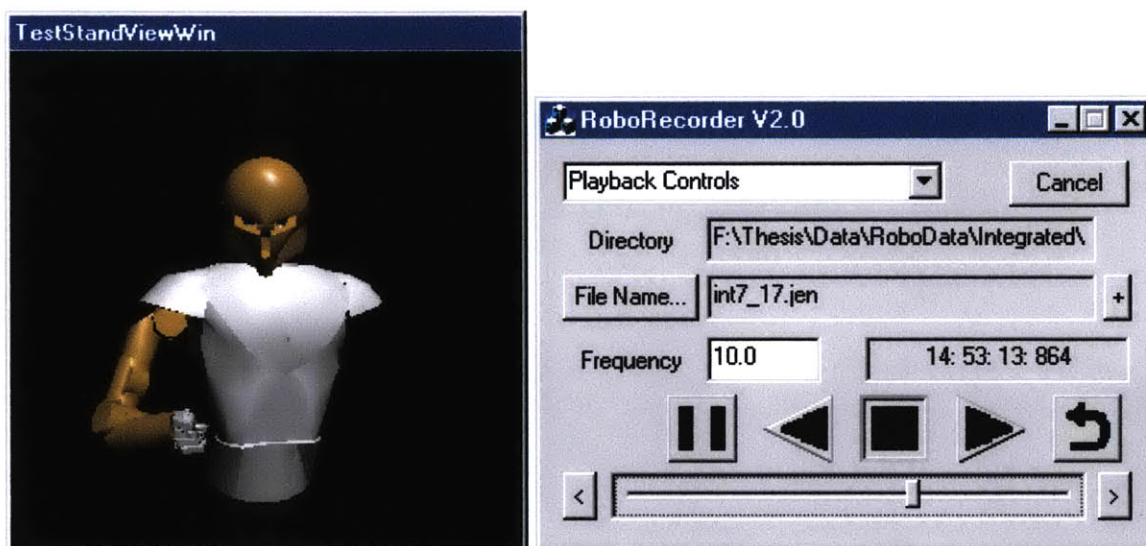 TestStandViewWin
RoboRecorder V2.0
Playback Controls
Cancel
Directory
F:\Thesis\Data\RoboData\Integrated\
File Name...
int7_17.jen
+
Frequency
10.0
14: 53: 13: 864
<
>